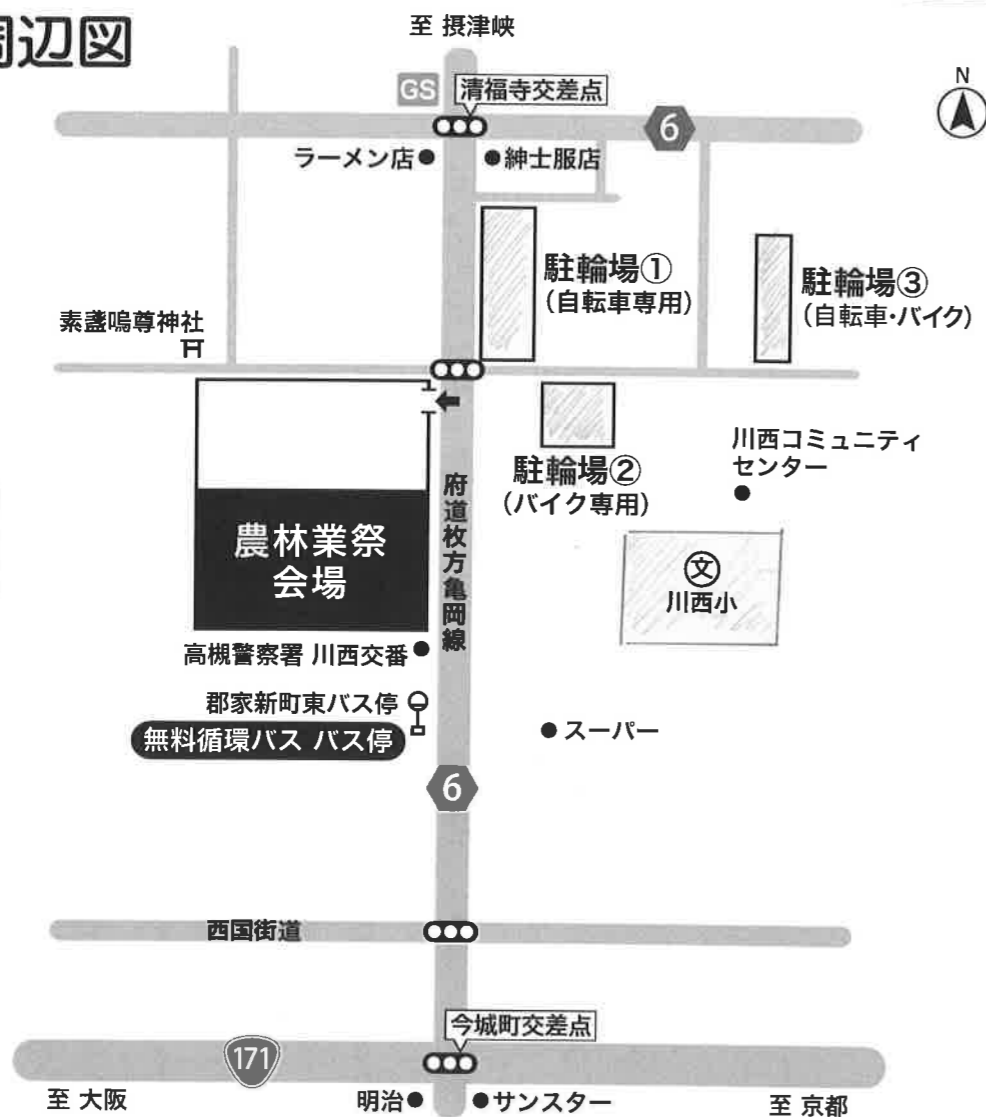 周辺図
至 摂津峡
N
GS
清福寺交差点
6
ラーメン店
紳士服店
駐輪場①
(自転車専用)
駐輪場③
(自転車・バイク)
素盞嗚尊神社
川西コミュニティ
センター
駐輪場②
(バイク専用)
府道枚方亀岡線
農林業祭
会場
文
川西小
高槻警察署 川西交番
郡家新町東バス停
無料循環バス バス停
スーパー
6
西国街道
今城町交差点
171
至 大阪
明治
サンスター
至 京都